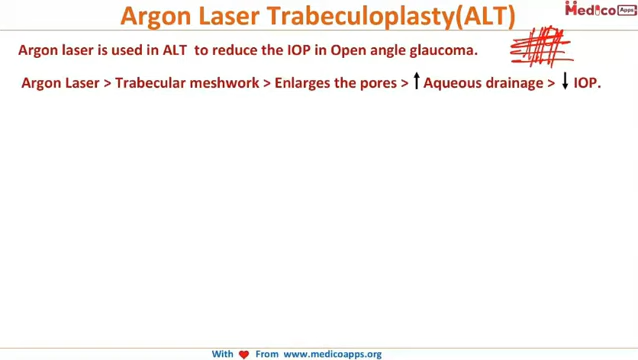 Argon Laser Trabeculoplasty(ALT)
Medico Apps
Argon laser is used in ALT to reduce the IOP in Open angle glaucoma.
Argon Laser > Trabecular meshwork > Enlarges the pores > ↑ Aqueous drainage > ↓ IOP.
With ♥ From www.medicoapps.org